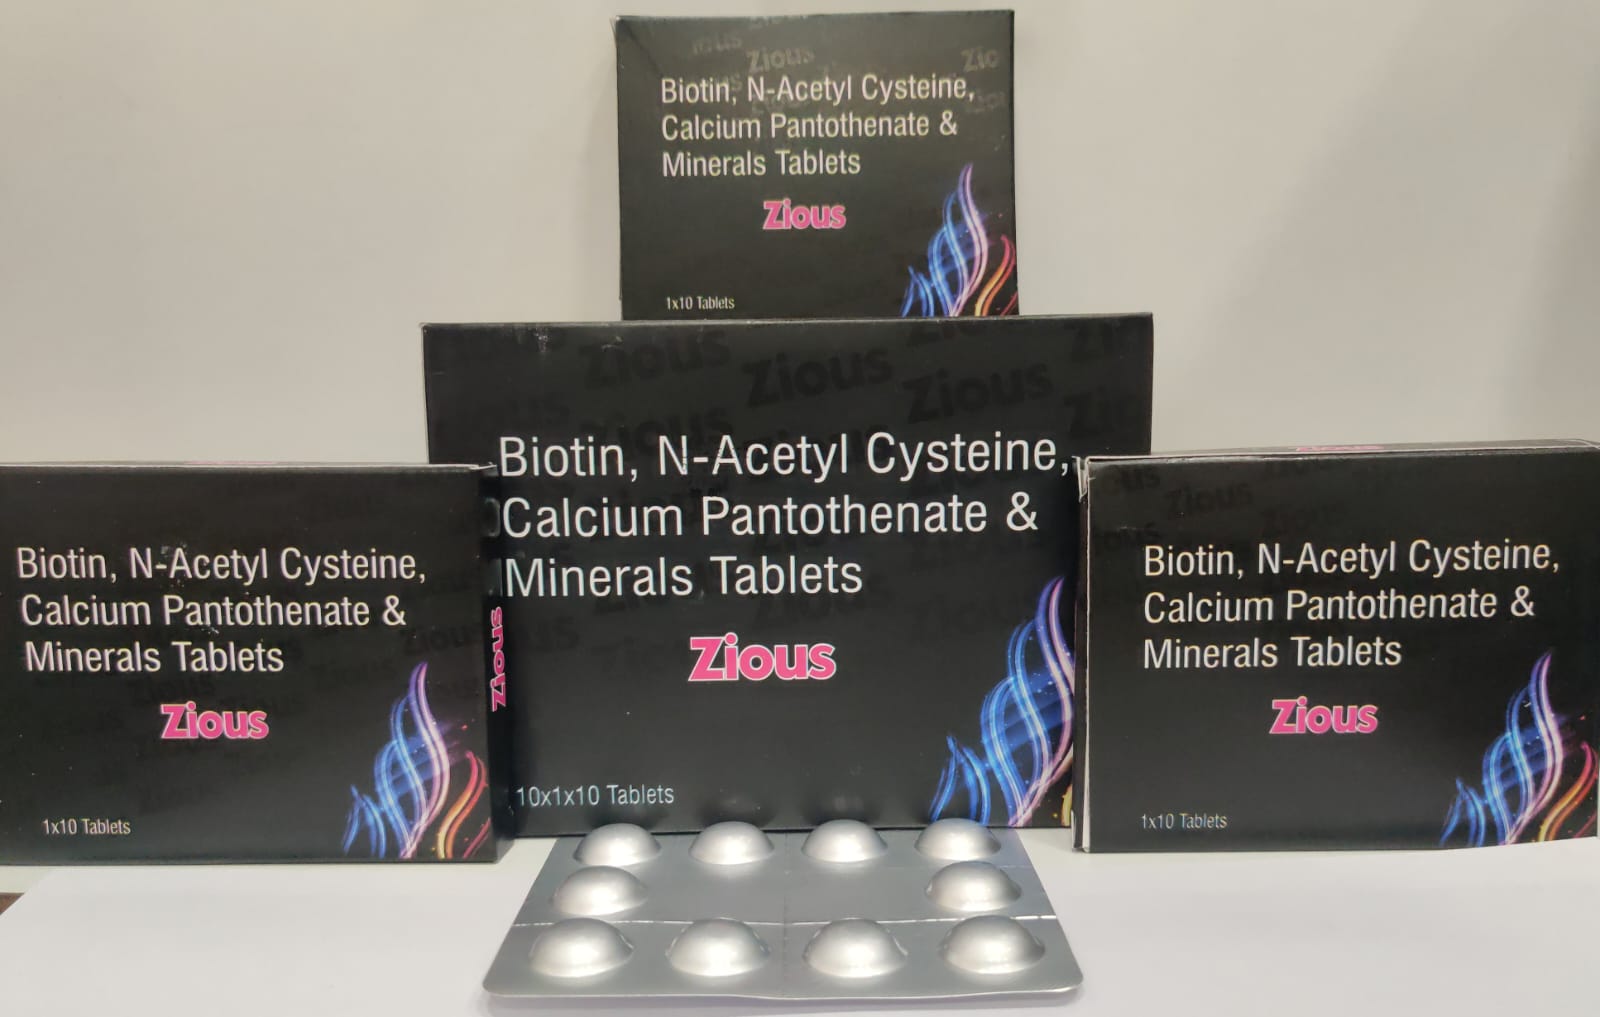 Biotin, N-Acetyl Cysteine,
Calcium Pantothenate &
Minerals Tablets
Zious
1x10 Tablets
Biotin, N-Acetyl Cysteine,
Calcium Pantothenate &
Minerals Tablets
Zious
10x1x10 Tablets
Biotin, N-Acetyl Cysteine,
Calcium Pantothenate &
Minerals Tablets
Zious
1x10 Tablets
Zious
Biotin, N-Acetyl Cysteine,
Calcium Pantothenate &
Minerals Tablets
Zious
1x10 Tablets